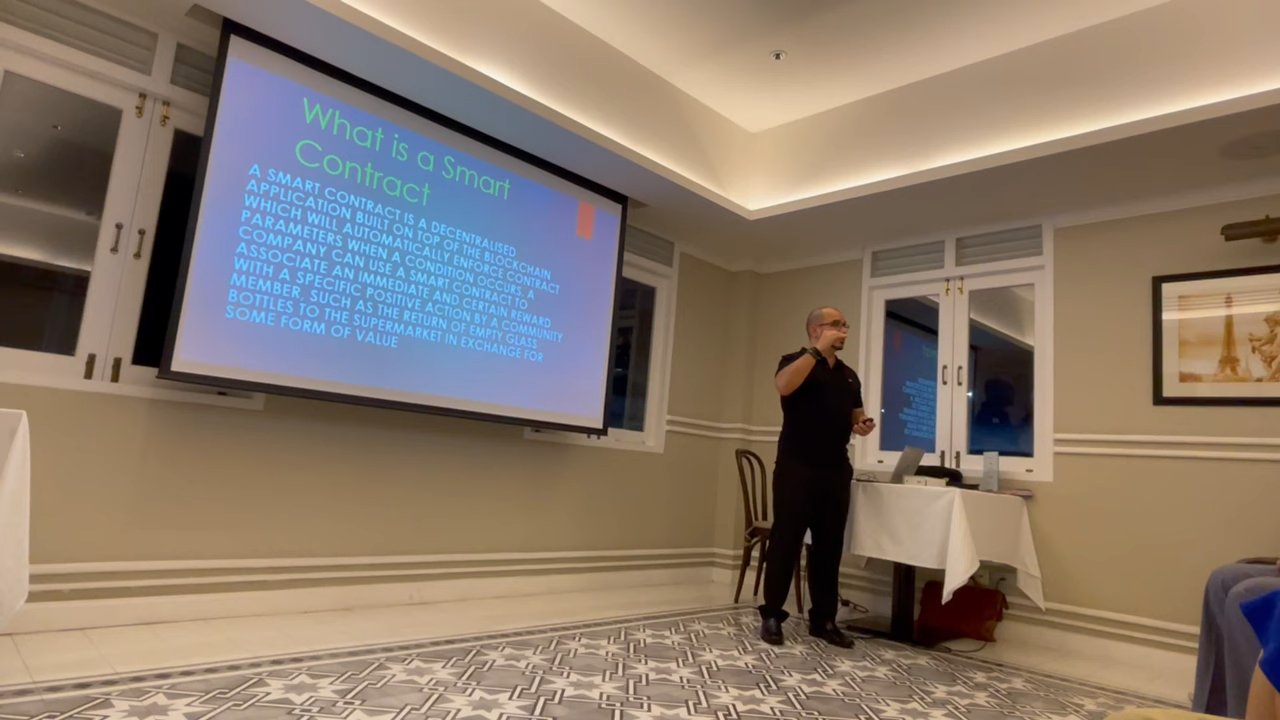 What is a Smart
Contract
A SMART CONTRACT IS A DECENTRALISED
APPLICATION BUILT ON TOP OF THE BLOCKCHAIN
WHICH WILL AUTOMATICALLY ENFORCE CONTRACT
PARAMETERS WHEN A CONDITION OCCURS. A
COMPANY CAN USE A SMART CONTRACT TO
ASSOCIATE AN IMMEDIATE AND CERTAIN REWARD
WITH A SPECIFIC POSITIVE ACTION BY A COMMUNITY
MEMBER, SUCH AS THE RETURN OF EMPTY GLASS
BOTTLES TO THE SUPERMARKET IN EXCHANGE FOR
SOME FORM OF VALUE